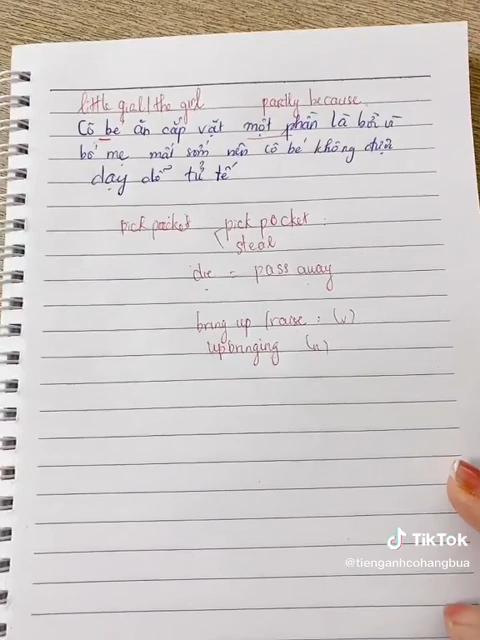 little gial / the girl partly because
Cô bé ăn cắp vặt một phần là bởi vì
bố mẹ mất sớm nên cô bé không được
dạy dỗ tử tế
pick pocket pick pocket :
steal
die = pass away
bring up / raise : (v)
upbringing (n)
TikTok
@tienganhcohangbua